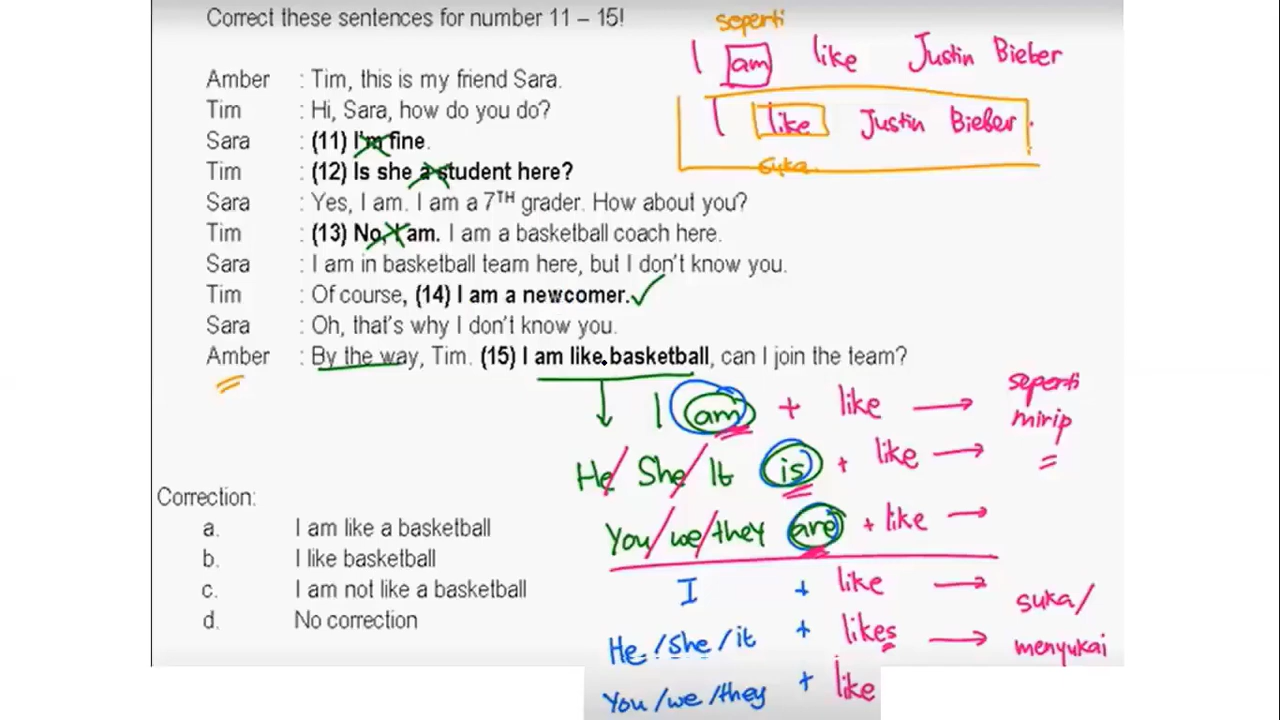 Correct these sentences for number 11 – 15!
seperti
I am like Justin Bieber
I like Justin Bieber
suka
Amber : Tim, this is my friend Sara.
Tim : Hi, Sara, how do you do?
Sara : (11) I'm fine.
Tim : (12) Is she a student here?
Sara : Yes, I am. I am a 7TH grader. How about you?
Tim : (13) No, I am. I am a basketball coach here.
Sara : I am in basketball team here, but I don't know you.
Tim : Of course, (14) I am a newcomer.
Sara : Oh, that's why I don't know you.
Amber : By the way, Tim. (15) I am like basketball, can I join the team?
I am + like → seperti
mirip
He/ She/ It is + like →
You/ we/ they are + like →
I + like →
suka/
He / She / it + likes → menyukai
You / we / they + like
Correction:
a. I am like a basketball
b. I like basketball
c. I am not like a basketball
d. No correction